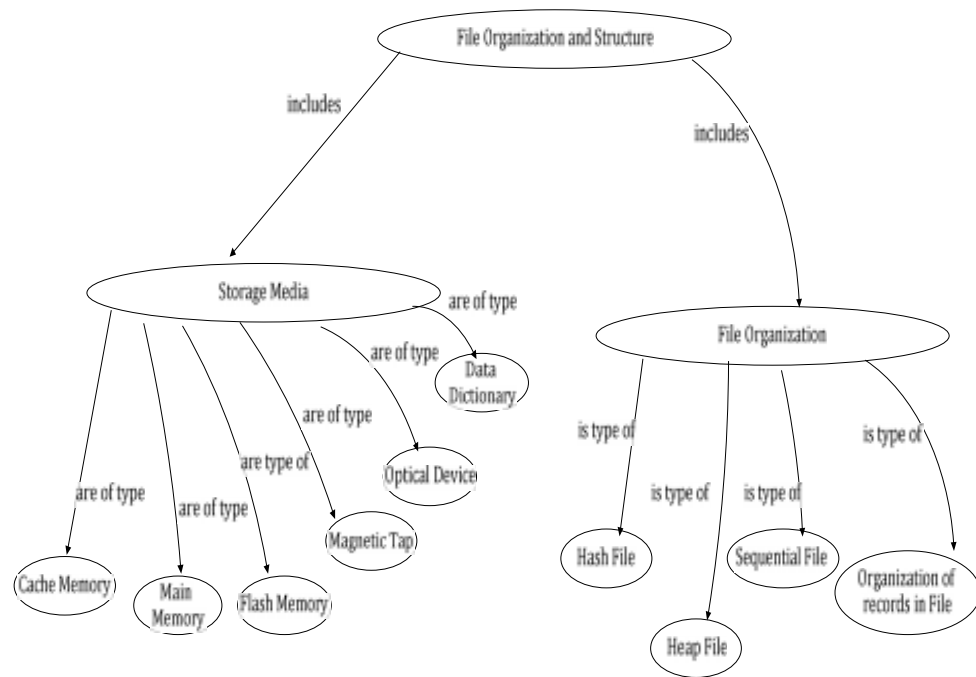 File Organization and Structure
includes
includes
Storage Media
are of type
File Organization
are of type
Data
Dictionary
are of type
is type of
is type of
are type of
Optical Device
are of type
are of type
is type of
is type of
Magnetic Tap
Hash File
Sequential File
Cache Memory
Main
Memory
Flash Memory
Organization of
records in File
Heap File